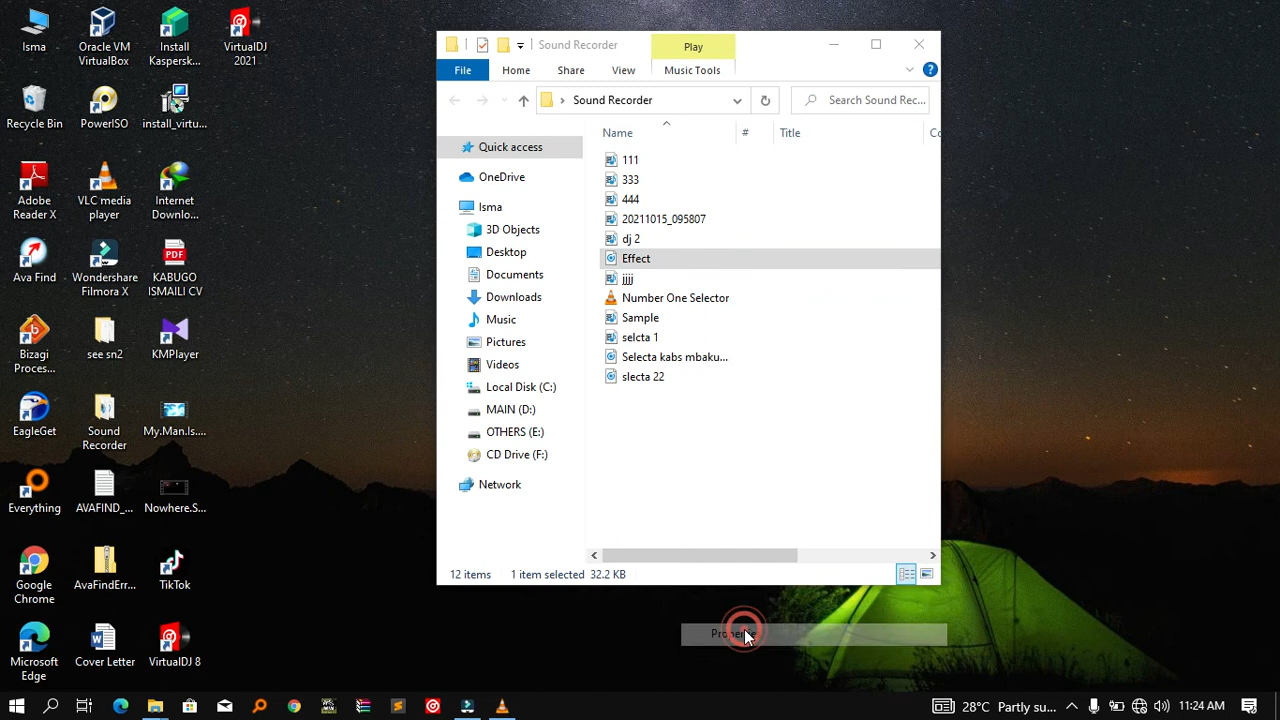 Isma
Oracle VM
VirtualBox
Install
Kaspersk...
VirtualDJ
2021
Recycle Bin
PowerISO
install_virtu...
Adobe
Reader X
VLC media
player
Internet
Downlo...
Ava Find
Wondershare
Filmora X
KABUGO
ISMAILI CV
Bizagi
Proces...
see sn2
KMPlayer
EagleGet
Sound
Recorder
My.Man.Is....
Everything
AVAFIND_...
Nowhere.S...
Google
Chrome
AvaFindErr...
TikTok
Microsoft
Edge
Cover Letter
VirtualDJ 8
Sound Recorder
Play
File
Home
Share
View
Music Tools
Sound Recorder
Search Sound Rec...
Name
#
Title
Co
Quick access
OneDrive
Isma
3D Objects
Desktop
Documents
Downloads
Music
Pictures
Videos
Local Disk (C:)
MAIN (D:)
OTHERS (E:)
CD Drive (F:)
Network
111
333
444
20211015_095807
dj 2
Effect
jjjj
Number One Selector
Sample
selcta 1
Selecta kabs mbaku...
slecta 22
12 items
1 item selected 32.2 KB
28°C Partly su...
11:24 AM